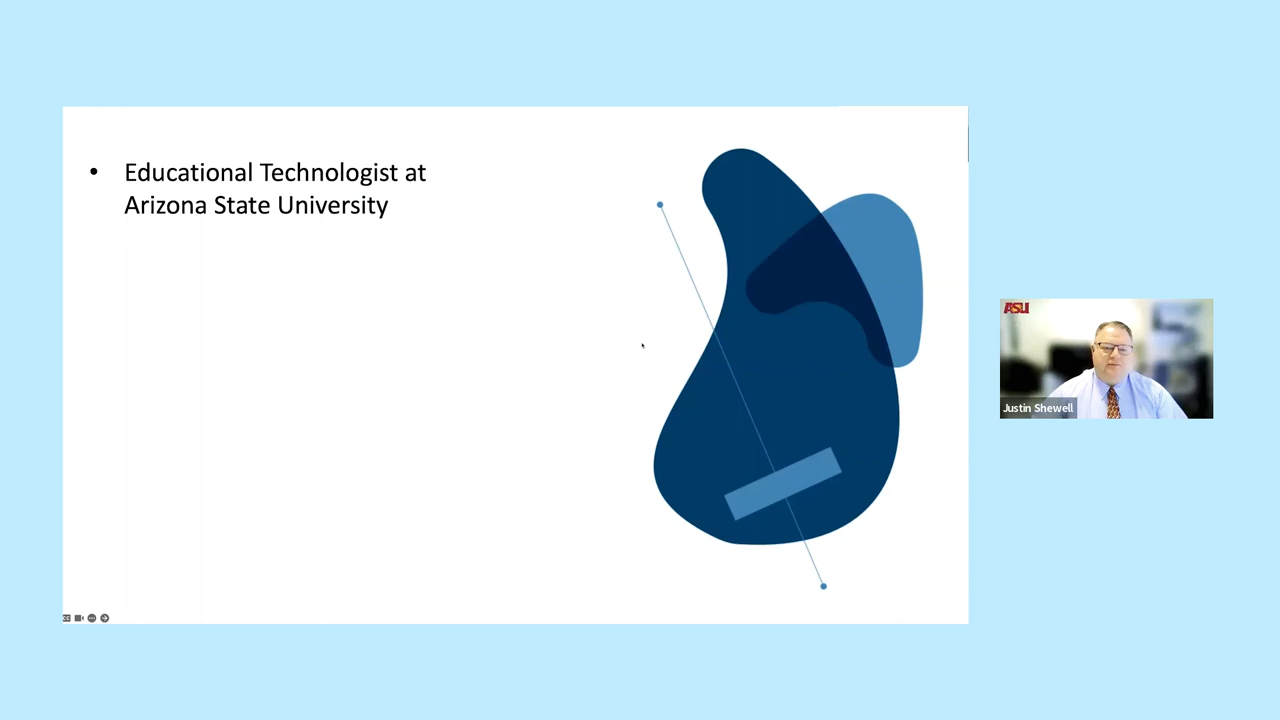 • Educational Technologist at
Arizona State University
ASU
Justin Shewell